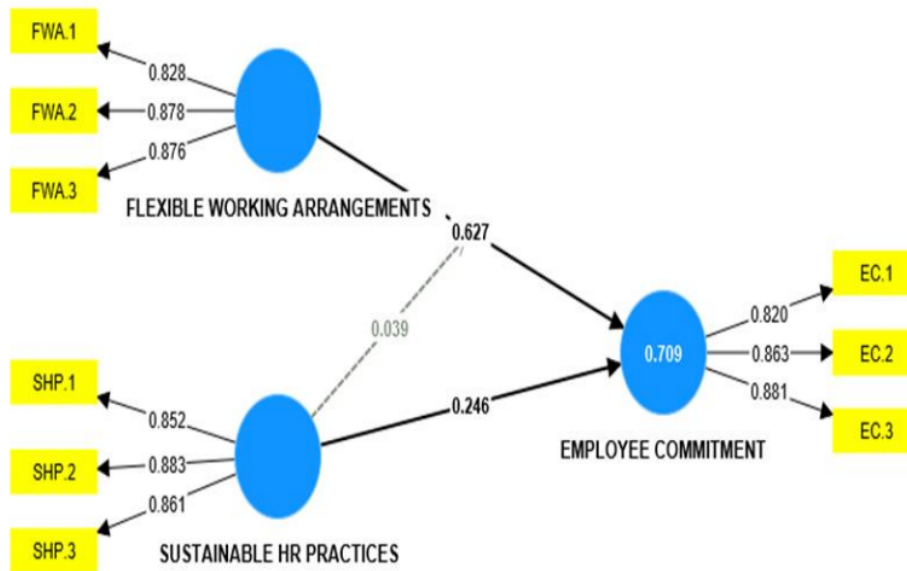 FWA.1
0.828
FWA.2
0.878
0.876
FWA.3
FLEXIBLE WORKING ARRANGEMENTS
0.627
EC.1
0.820
0.039
0.709
0.863
EC.2
0.881
SHP.1
0.852
0.246
EC.3
EMPLOYEE COMMITMENT
SHP.2
0.883
0.861
SHP.3
SUSTAINABLE HR PRACTICES